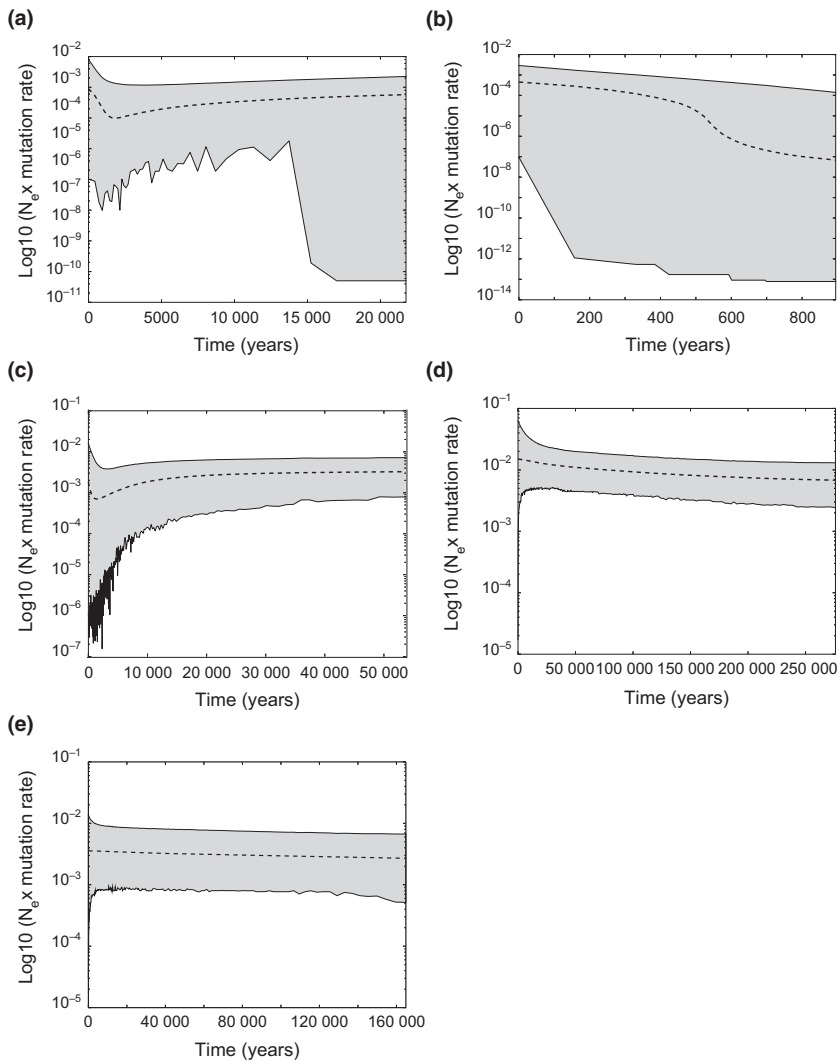 (a)
10⁻²
10⁻³
10⁻⁴
10⁻⁵
10⁻⁶
10⁻⁷
10⁻⁸
10⁻⁹
10⁻¹⁰
10⁻¹¹
Log10 (Nₑx mutation rate)
0 5000 10 000 15 000 20 000
Time (years)
(b)
10⁻²
10⁻⁴
10⁻⁶
10⁻⁸
10⁻¹⁰
10⁻¹²
10⁻¹⁴
Log10 (Nₑx mutation rate)
0 200 400 600 800
Time (years)
(c)
10⁻¹
10⁻²
10⁻³
10⁻⁴
10⁻⁵
10⁻⁶
10⁻⁷
Log10 (Nₑx mutation rate)
0 10 000 20 000 30 000 40 000 50 000
Time (years)
(d)
10⁻¹
10⁻²
10⁻³
10⁻⁴
10⁻⁵
Log10 (Nₑx mutation rate)
0 50 000 100 000 150 000 200 000 250 000
Time (years)
(e)
10⁻¹
10⁻²
10⁻³
10⁻⁴
10⁻⁵
Log10 (Nₑx mutation rate)
0 40 000 80 000 120 000 160 000
Time (years)